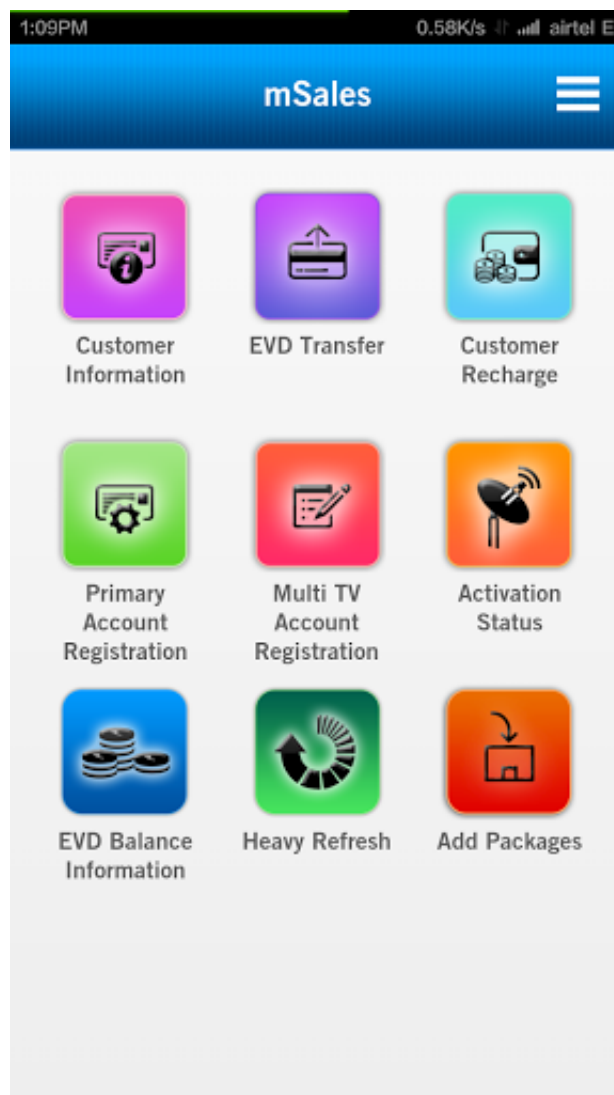 1:09PM 0.58K/s airtel E
mSales
Customer
Information
EVD Transfer
Customer
Recharge
Primary
Account
Registration
Multi TV
Account
Registration
Activation
Status
EVD Balance
Information
Heavy Refresh
Add Packages